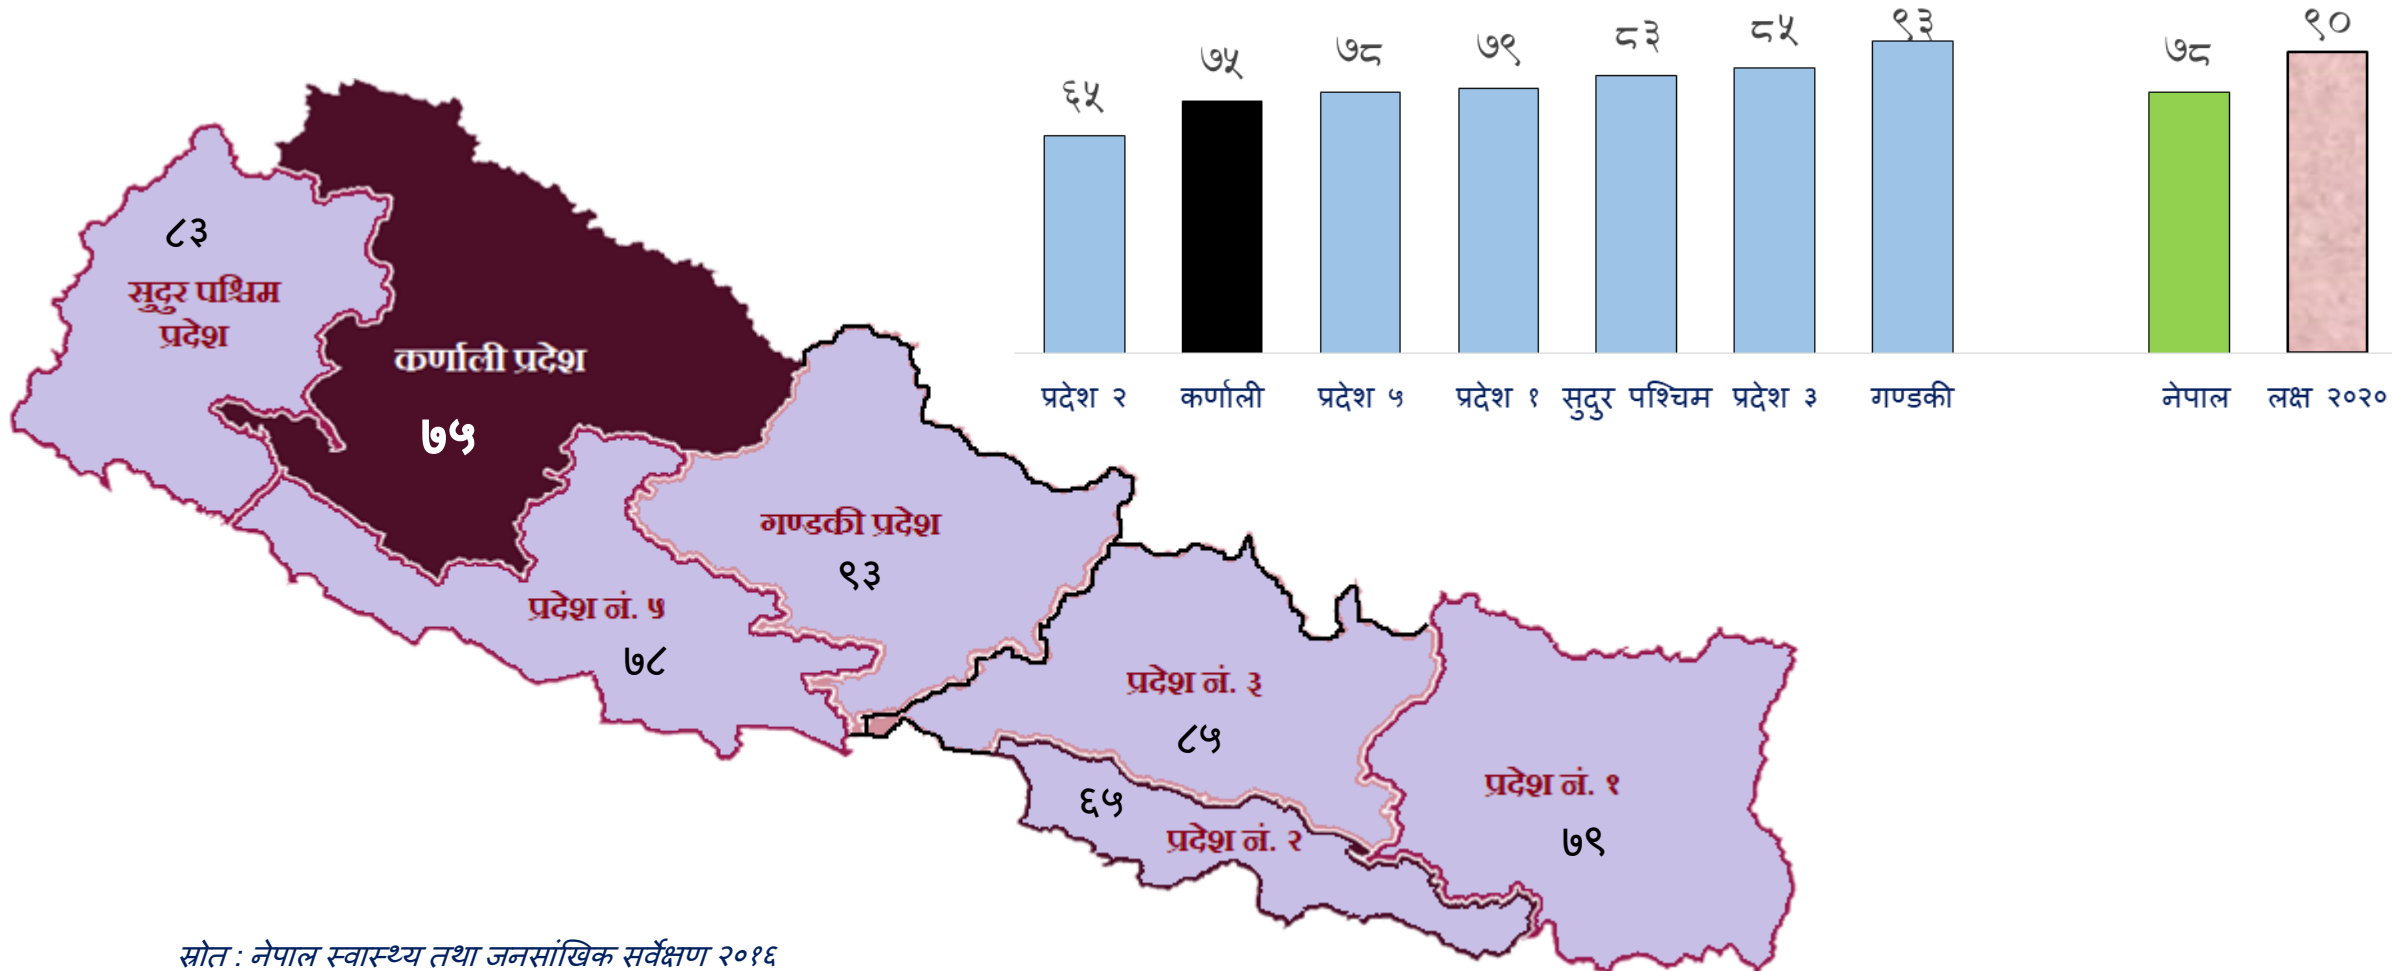 ६५
७५
७८
७९
८३
८५
९३
७८
९०
प्रदेश २
कर्णाली
प्रदेश ५
प्रदेश १
सुदुर पश्चिम
प्रदेश ३
गण्डकी
नेपाल
लक्ष २०२०
८३
सुदुर पश्चिम
प्रदेश
कर्णाली प्रदेश
७५
गण्डकी प्रदेश
९३
प्रदेश नं. ५
७८
प्रदेश नं. ३
८५
६५
प्रदेश नं. २
प्रदेश नं. १
७९
स्रोत : नेपाल स्वास्थ्य तथा जनसांखिक सर्वेक्षण २०१६